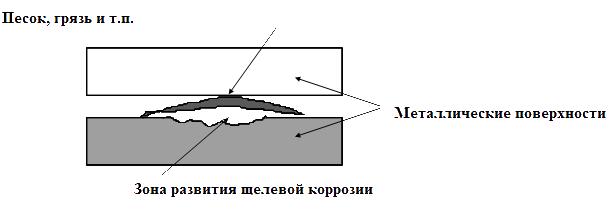 Песок, грязь и т.п.
Металлические поверхности
Зона развития щелевой коррозии